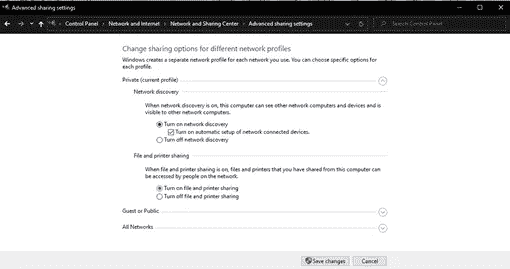 Advanced sharing settings
Control Panel > Network and Internet > Network and Sharing Center > Advanced sharing settings
Search Control Panel
Change sharing options for different network profiles
Windows creates a separate network profile for each network you use. You can choose specific options for
each profile.
Private (current profile)
Network discovery
When network discovery is on, this computer can see other network computers and devices and is
visible to other network computers.
Turn on network discovery
Turn on automatic setup of network connected devices.
Turn off network discovery
File and printer sharing
When file and printer sharing is on, files and printers that you have shared from this computer can
be accessed by people on the network.
Turn on file and printer sharing
Turn off file and printer sharing
Guest or Public
All Networks
Save changes
Cancel